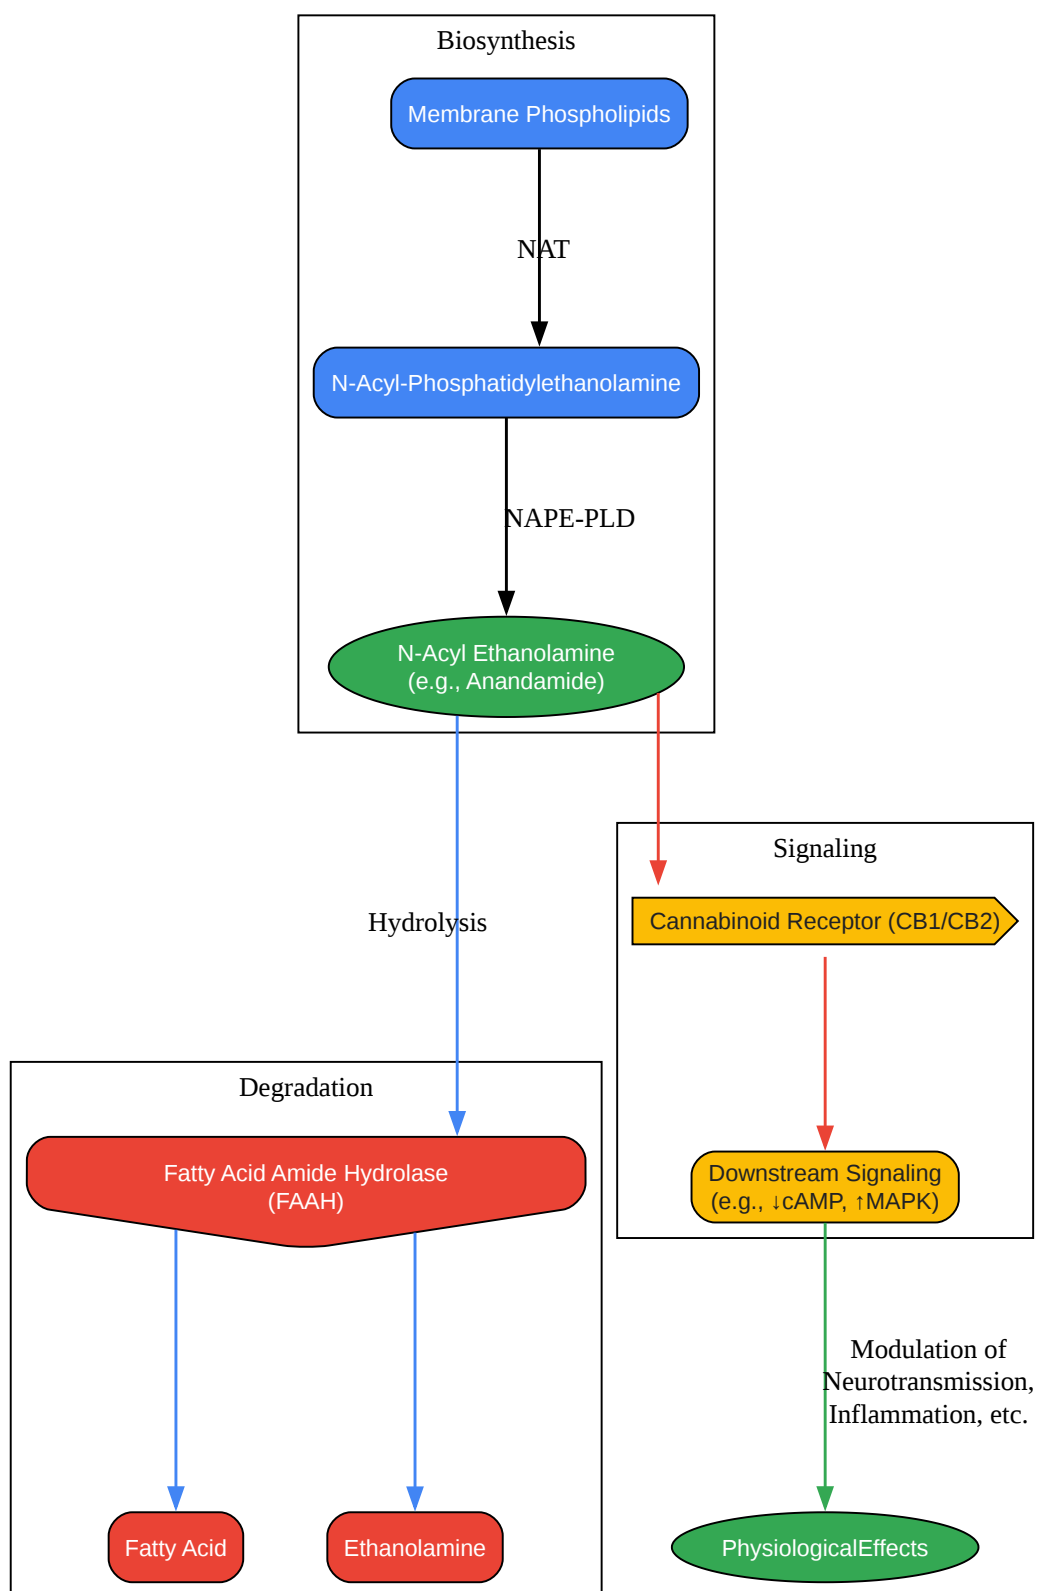 Biosynthesis
Membrane Phospholipids
NAT
N-Acyl-Phosphatidylethanolamine
NAPE-PLD
N-Acyl Ethanolamine
(e.g., Anandamide)
Signaling
Cannabinoid Receptor (CB1/CB2)
Hydrolysis
Degradation
Fatty Acid Amide Hydrolase
(FAAH)
Downstream Signaling
(e.g., ↓cAMP, ↑MAPK)
Modulation of
Neurotransmission,
Inflammation, etc.
Fatty Acid
Ethanolamine
PhysiologicalEffects